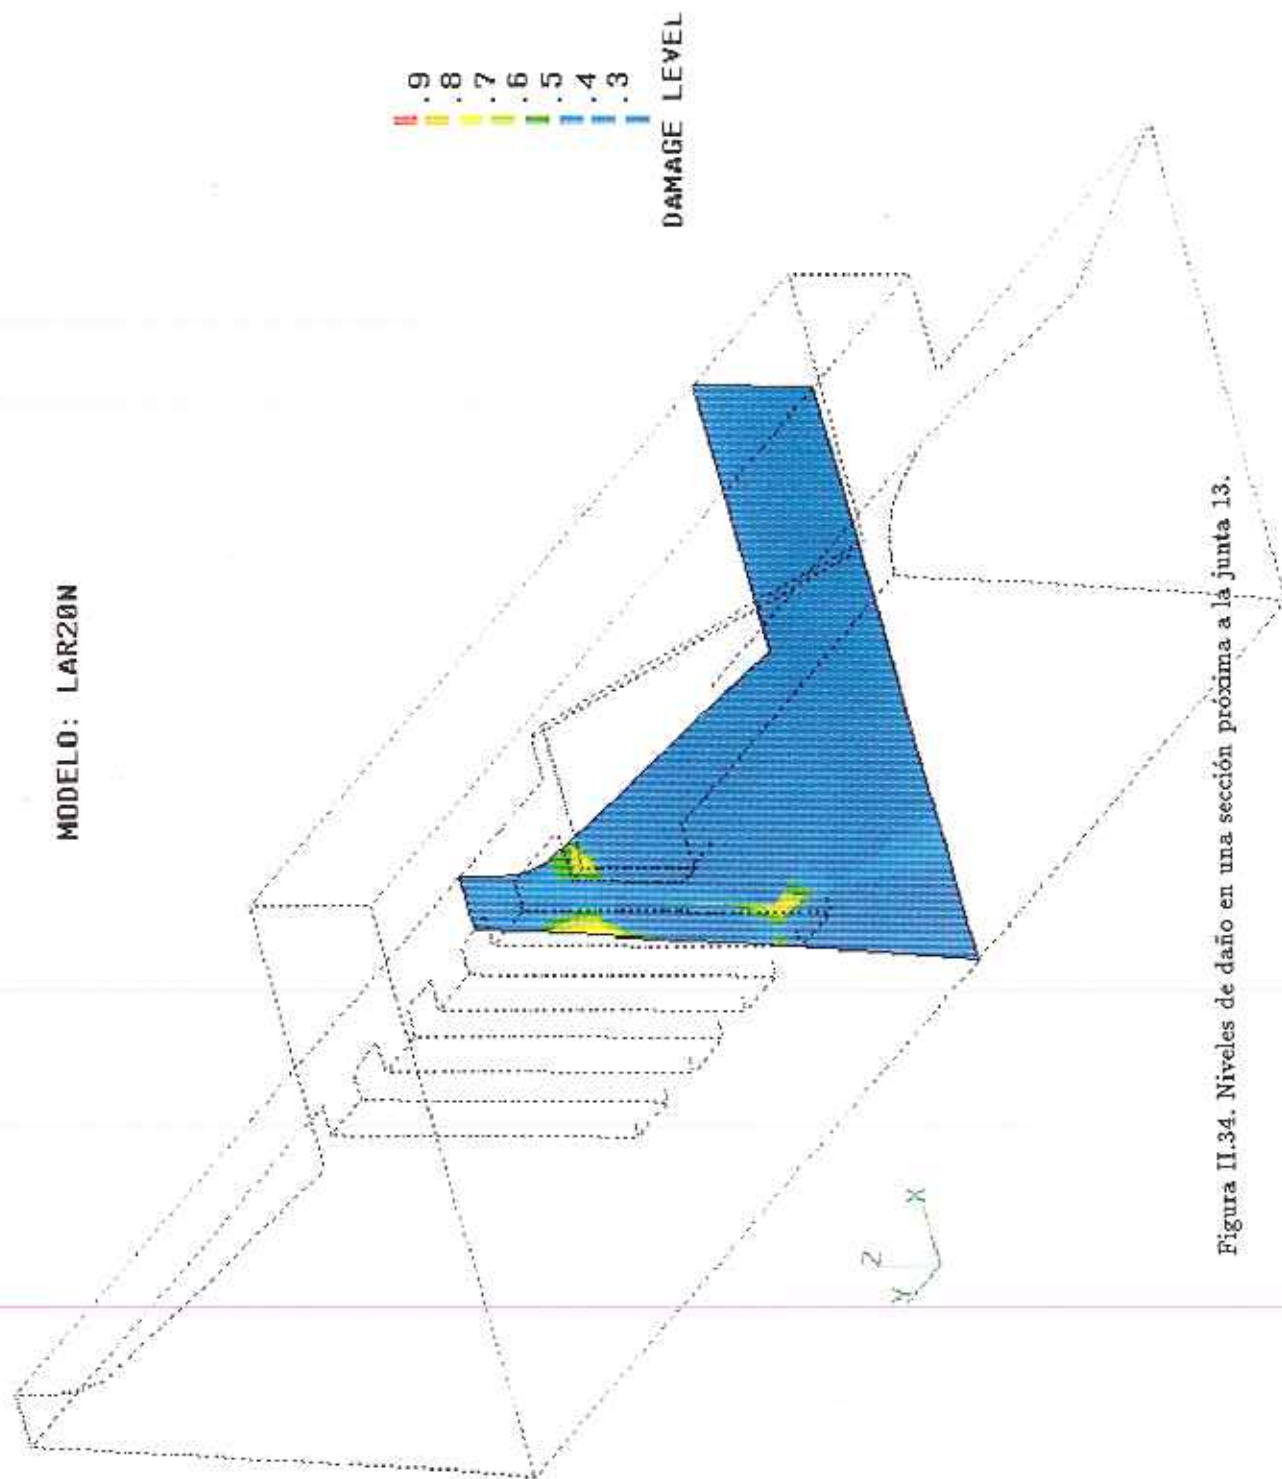 MODELO: LAR20N
.9
.8
.7
.6
.5
.4
.3
DAMAGE LEVEL
Z
Y
X
Figura II.34. Niveles de daño en una sección próxima a la junta 13.